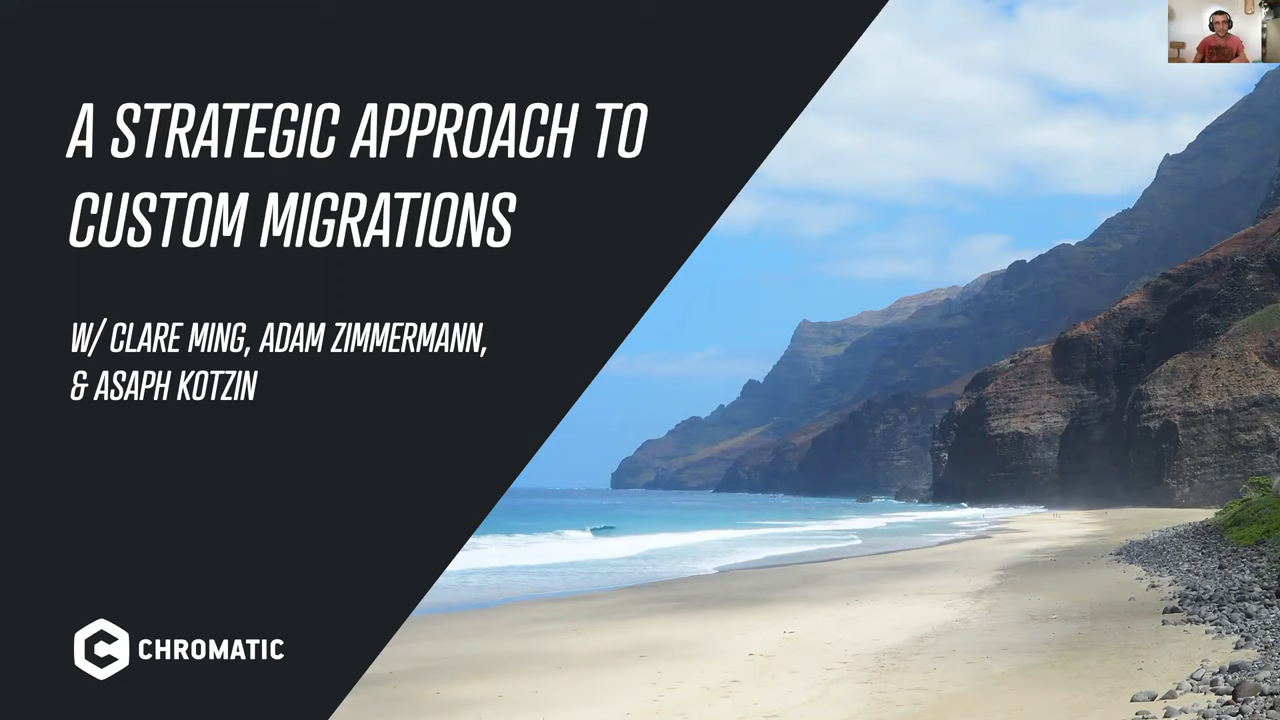 A STRATEGIC APPROACH TO
CUSTOM MIGRATIONS
W/ CLARE MING, ADAM ZIMMERMANN,
& ASAPH KOTZIN
CHROMATIC